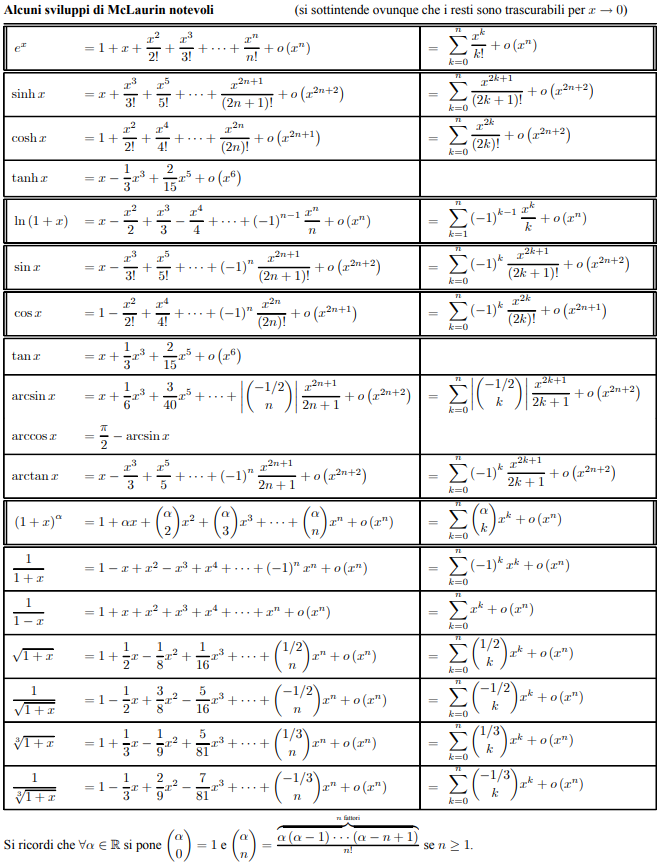 Alcuni sviluppi di McLaurin notevoli (si sottintende ovunque che i resti sono trascurabili per $x \to 0$)
$e^x = 1 + x + \frac{x^2}{2!} + \frac{x^3}{3!} + \cdots + \frac{x^n}{n!} + o(x^n) = \sum_{k=0}^{n} \frac{x^k}{k!} + o(x^n)$
$\sinh x = x + \frac{x^3}{3!} + \frac{x^5}{5!} + \cdots + \frac{x^{2n+1}}{(2n+1)!} + o(x^{2n+2}) = \sum_{k=0}^{n} \frac{x^{2k+1}}{(2k+1)!} + o(x^{2n+2})$
$\cosh x = 1 + \frac{x^2}{2!} + \frac{x^4}{4!} + \cdots + \frac{x^{2n}}{(2n)!} + o(x^{2n+1}) = \sum_{k=0}^{n} \frac{x^{2k}}{(2k)!} + o(x^{2n+2})$
$\tanh x = x - \frac{1}{3}x^3 + \frac{2}{15}x^5 + o(x^6)$
$\ln(1+x) = x - \frac{x^2}{2} + \frac{x^3}{3} - \frac{x^4}{4} + \cdots + (-1)^{n-1} \frac{x^n}{n} + o(x^n) = \sum_{k=1}^{n} (-1)^{k-1} \frac{x^k}{k} + o(x^n)$
$\sin x = x - \frac{x^3}{3!} + \frac{x^5}{5!} + \cdots + (-1)^n \frac{x^{2n+1}}{(2n+1)!} + o(x^{2n+2}) = \sum_{k=0}^{n} (-1)^k \frac{x^{2k+1}}{(2k+1)!} + o(x^{2n+2})$
$\cos x = 1 - \frac{x^2}{2!} + \frac{x^4}{4!} + \cdots + (-1)^n \frac{x^{2n}}{(2n)!} + o(x^{2n+1}) = \sum_{k=0}^{n} (-1)^k \frac{x^{2k}}{(2k)!} + o(x^{2n+1})$
$\tan x = x + \frac{1}{3}x^3 + \frac{2}{15}x^5 + o(x^6)$
$\arcsin x = x + \frac{1}{6}x^3 + \frac{3}{40}x^5 + \cdots + \left|\binom{-1/2}{n}\right| \frac{x^{2n+1}}{2n+1} + o(x^{2n+2}) = \sum_{k=0}^{n} \left|\binom{-1/2}{k}\right| \frac{x^{2k+1}}{2k+1} + o(x^{2n+2})$
$\arccos x = \frac{\pi}{2} - \arcsin x$
$\arctan x = x - \frac{x^3}{3} + \frac{x^5}{5} + \cdots + (-1)^n \frac{x^{2n+1}}{2n+1} + o(x^{2n+2}) = \sum_{k=0}^{n} (-1)^k \frac{x^{2k+1}}{2k+1} + o(x^{2n+2})$
$(1+x)^\alpha = 1 + \alpha x + \binom{\alpha}{2}x^2 + \binom{\alpha}{3}x^3 + \cdots + \binom{\alpha}{n}x^n + o(x^n) = \sum_{k=0}^{n} \binom{\alpha}{k}x^k + o(x^n)$
$\frac{1}{1+x} = 1 - x + x^2 - x^3 + x^4 + \cdots + (-1)^n x^n + o(x^n) = \sum_{k=0}^{n} (-1)^k x^k + o(x^n)$
$\frac{1}{1-x} = 1 + x + x^2 + x^3 + x^4 + \cdots + x^n + o(x^n) = \sum_{k=0}^{n} x^k + o(x^n)$
$\sqrt{1+x} = 1 + \frac{1}{2}x - \frac{1}{8}x^2 + \frac{1}{16}x^3 + \cdots + \binom{1/2}{n}x^n + o(x^n) = \sum_{k=0}^{n} \binom{1/2}{k}x^k + o(x^n)$
$\frac{1}{\sqrt{1+x}} = 1 - \frac{1}{2}x + \frac{3}{8}x^2 - \frac{5}{16}x^3 + \cdots + \binom{-1/2}{n}x^n + o(x^n) = \sum_{k=0}^{n} \binom{-1/2}{k}x^k + o(x^n)$
$\sqrt[3]{1+x} = 1 + \frac{1}{3}x - \frac{1}{9}x^2 + \frac{5}{81}x^3 + \cdots + \binom{1/3}{n}x^n + o(x^n) = \sum_{k=0}^{n} \binom{1/3}{k}x^k + o(x^n)$
$\frac{1}{\sqrt[3]{1+x}} = 1 - \frac{1}{3}x + \frac{2}{9}x^2 - \frac{7}{81}x^3 + \cdots + \binom{-1/3}{n}x^n + o(x^n) = \sum_{k=0}^{n} \binom{-1/3}{k}x^k + o(x^n)$
Si ricordi che $\forall \alpha \in \mathbb{R}$ si pone $\binom{\alpha}{0} = 1$ e $\binom{\alpha}{n} = \frac{\overbrace{\alpha(\alpha-1)\cdots(\alpha-n+1)}^{n \text{ fattori}}}{n!}$ se $n \geq 1$.